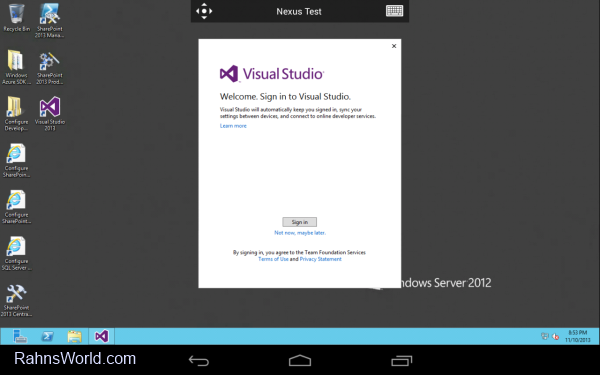 Nexus Test
Recycle Bin
SharePoint
2013 Mana...
Windows
Azure SDK...
SharePoint
2013 Prod...
Configure
Develop...
Visual Studio
2013
Configure
SharePoin...
Configure
SharePoint...
Configure
SQL Server ...
SharePoint
2013 Centra...
Visual Studio
Welcome. Sign in to Visual Studio.
Visual Studio will automatically keep you signed in, sync your
settings between devices, and connect to online developer services.
Learn more
Sign in
Not now, maybe later.
By signing in, you agree to the Team Foundation Services
Terms of Use and Privacy Statement
ndows Server 2012
8:53 PM
11/10/2013
RahnsWorld.com